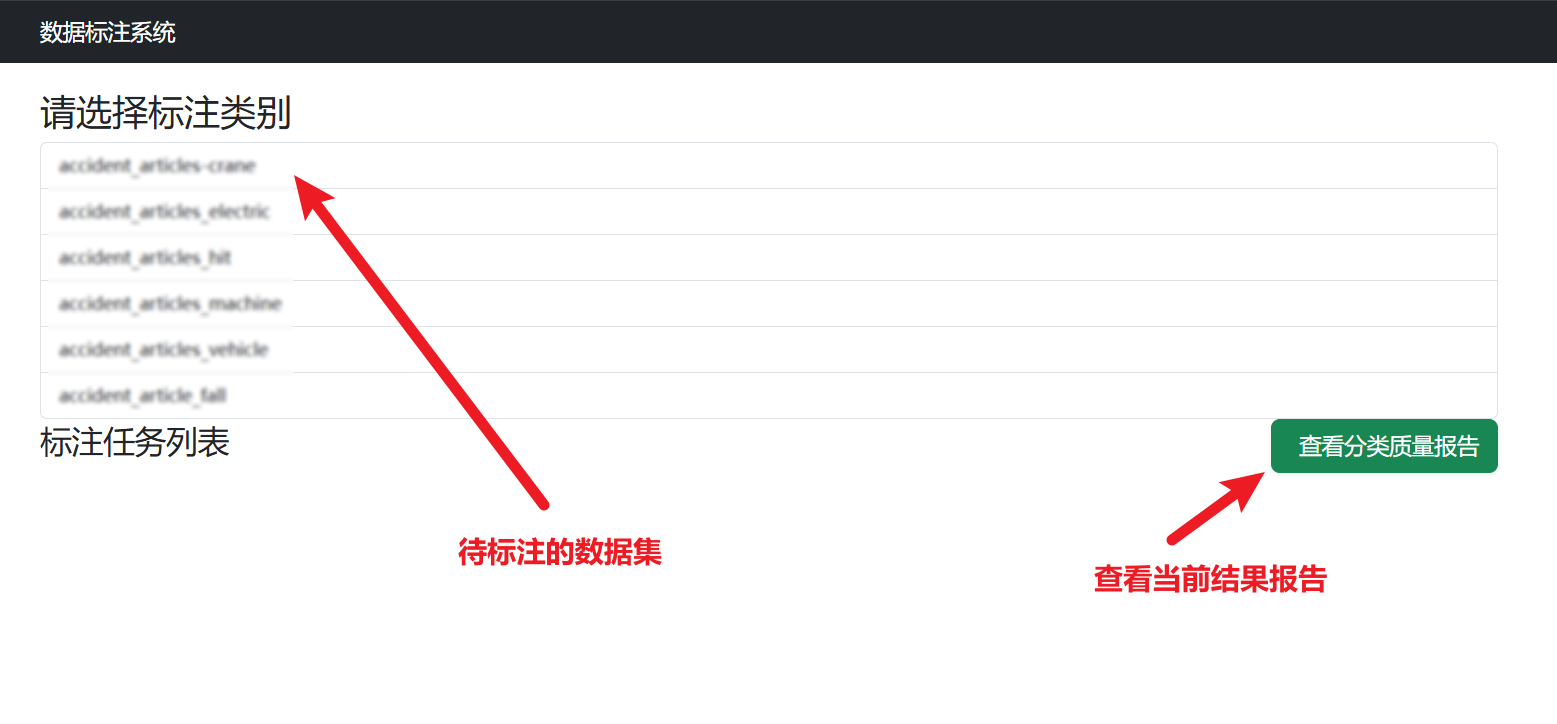 数据标注系统
请选择标注类别
accident_articles-crane
accident_articles_electric
accident_articles_hit
accident_articles_machine
accident_articles_vehicle
accident_article_fall
标注任务列表
查看分类质量报告
待标注的数据集
查看当前结果报告